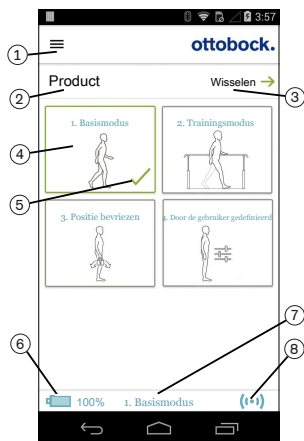 3:57
1
ottobock.
2
Product
Wisselen
3
4
1. Basismodus
2. Trainingsmodus
5
3. Positie bevriezen
4. Door de gebruiker gedefinieerd
7
6
8
100%
1. Basismodus